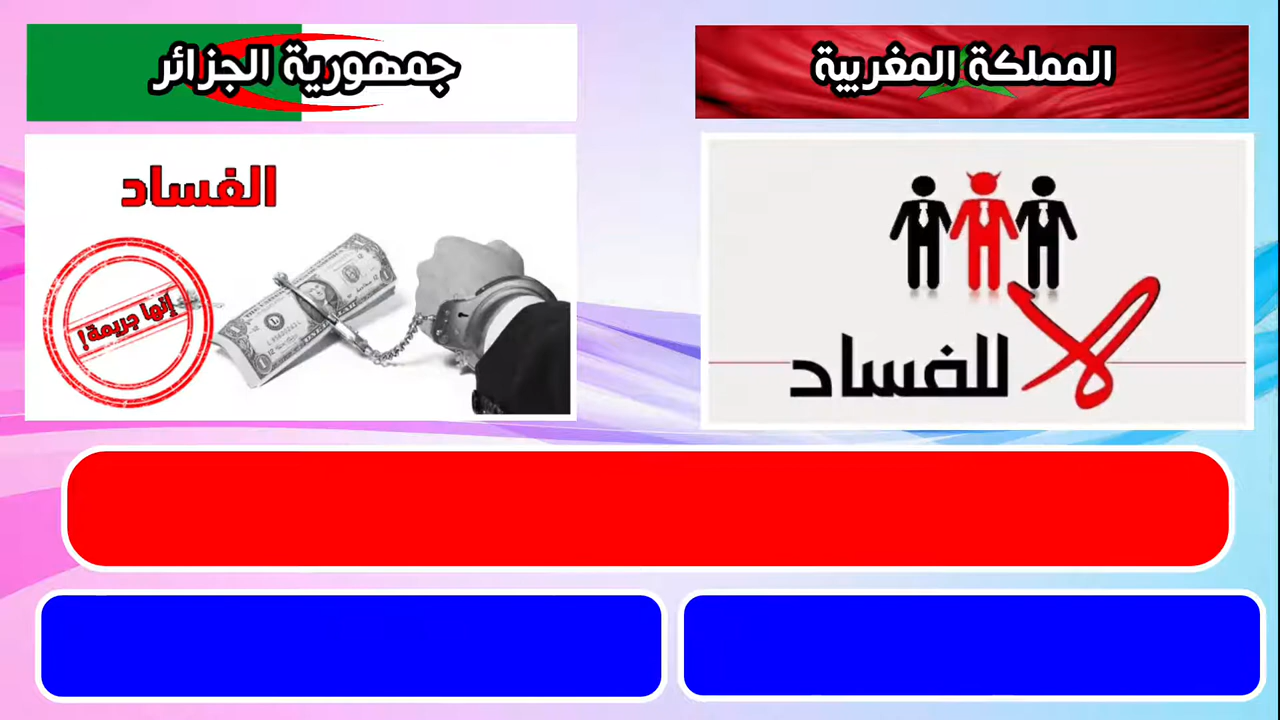 المملكة المغربية
جمهورية الجزائر
لا للفساد
الفساد
إنها جريمة!